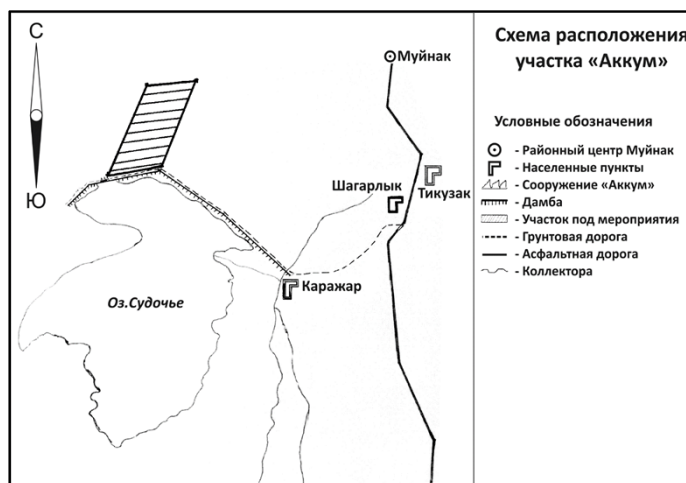 С
Муйнак
Тикузак
Шагарлык
Ю
Каражар
Оз.Судочье
Схема расположения
участка «Аккум»
Условные обозначения
- Районный центр Муйнак
- Населенные пункты
- Сооружение «Аккум»
- Дамба
- Участок под мероприятия
- Грунтовая дорога
- Асфальтная дорога
- Коллектора